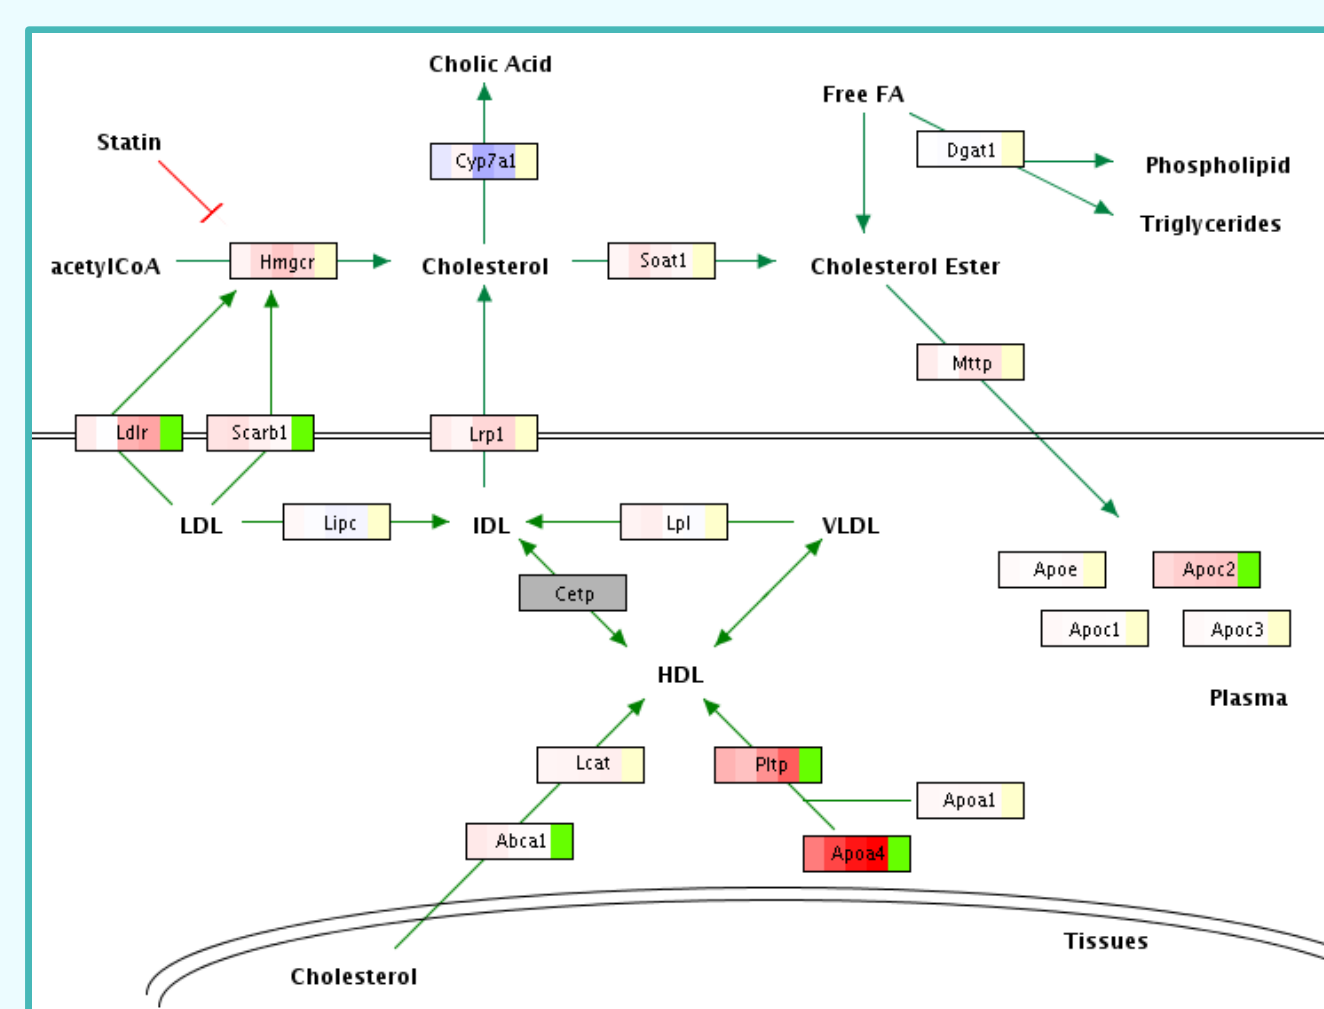 Cholic Acid
Free FA
Statin
Cyp7a1
Dgat1
Phospholipid
Triglycerides
acetylCoA
Hmgcr
Cholesterol
Soat1
Cholesterol Ester
Mttp
Ldlr
Scarb1
Lrp1
LDL
Lipc
IDL
Lpl
VLDL
Apoe
Apoc2
Cetp
Apoc1
Apoc3
HDL
Plasma
Lcat
Pltp
Apoa1
Abca1
Apoa4
Tissues
Cholesterol